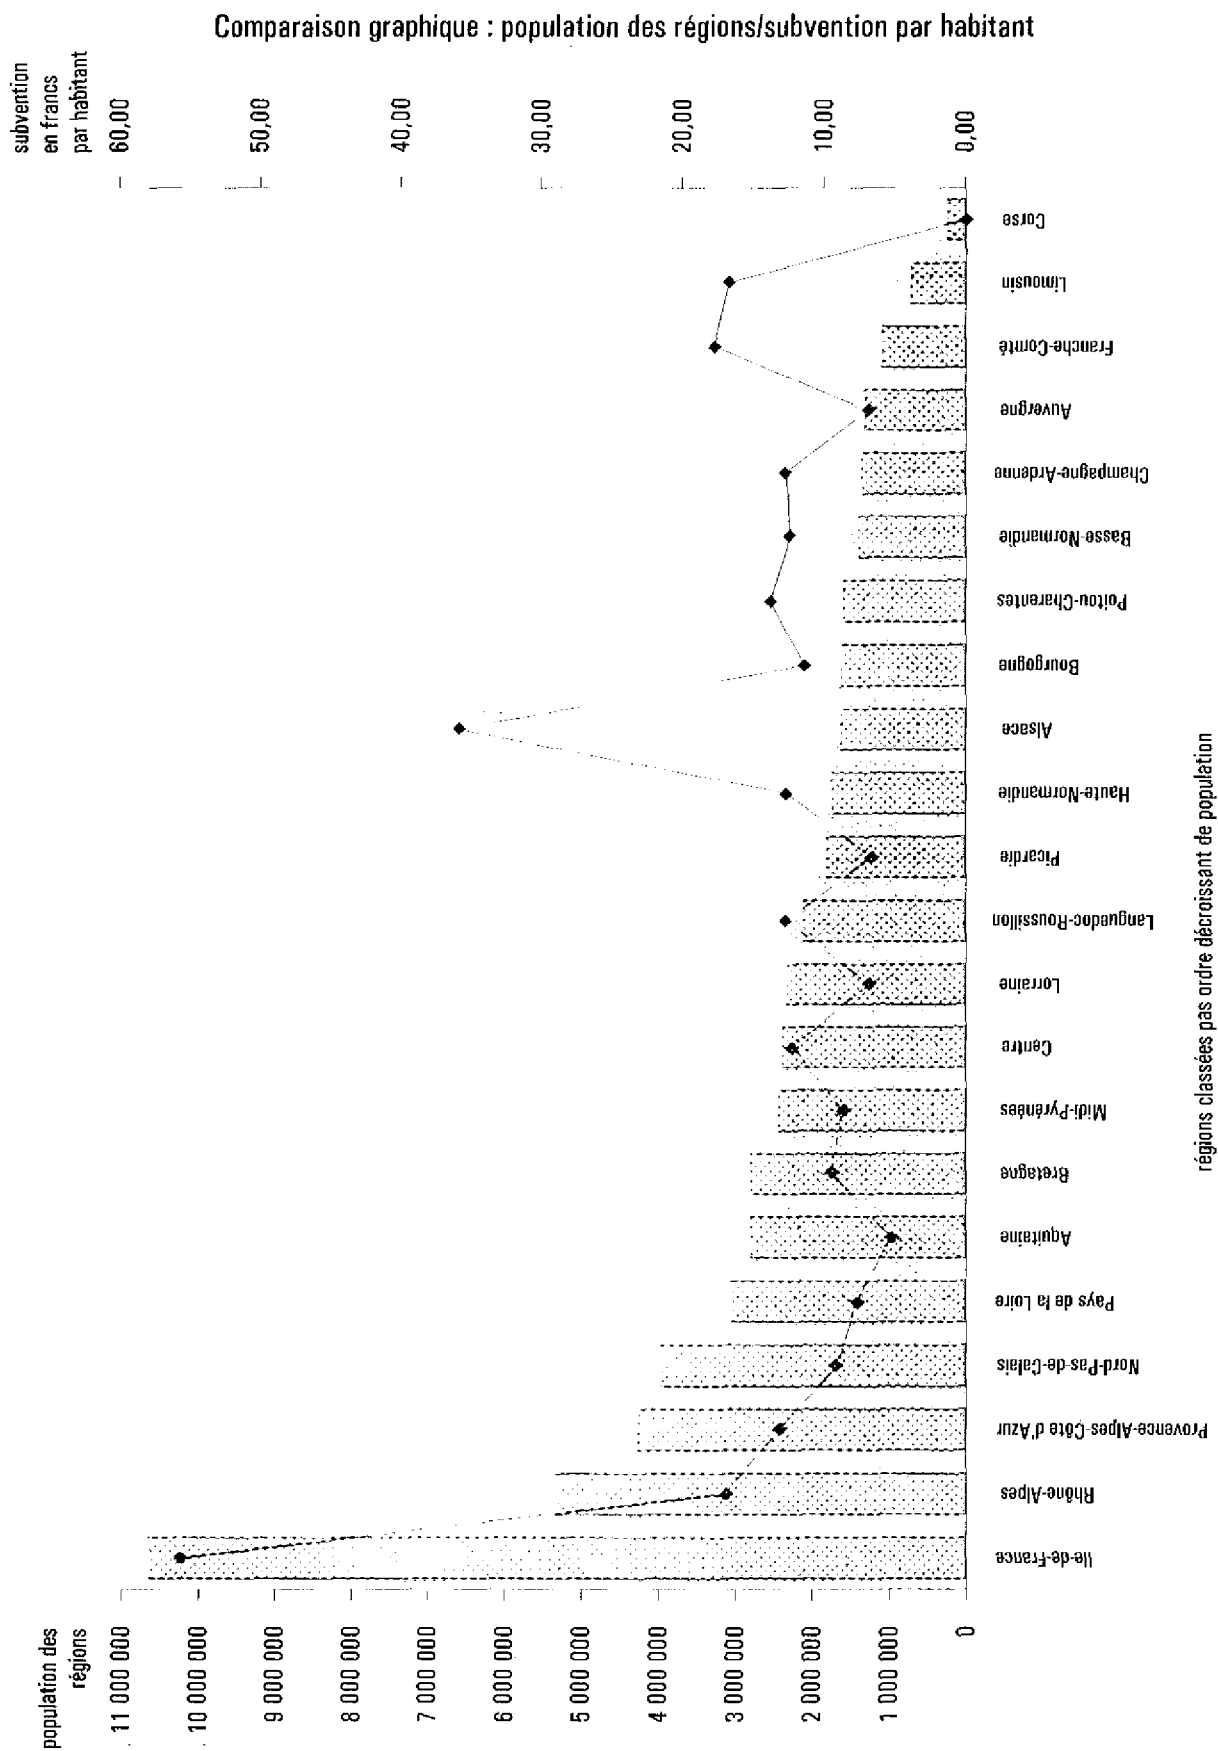 Comparaison graphique : population des régions/subvention par habitant
subvention
en francs
par habitant
60,00
50,00
40,00
30,00
20,00
10,00
0,00
population des
régions
11 000 000
10 000 000
9 000 000
8 000 000
7 000 000
6 000 000
5 000 000
4 000 000
3 000 000
2 000 000
1 000 000
0
Ile-de-France
Rhône-Alpes
Provence-Alpes-Côte d'Azur
Nord-Pas-de-Calais
Pays de la Loire
Aquitaine
Bretagne
Midi-Pyrénées
Centre
Lorraine
Languedoc-Roussillon
Picardie
Haute-Normandie
Alsace
Bourgogne
Poitou-Charentes
Basse-Normandie
Champagne-Ardenne
Auvergne
Franche-Comté
Limousin
Corse
régions classées pas ordre décroissant de population